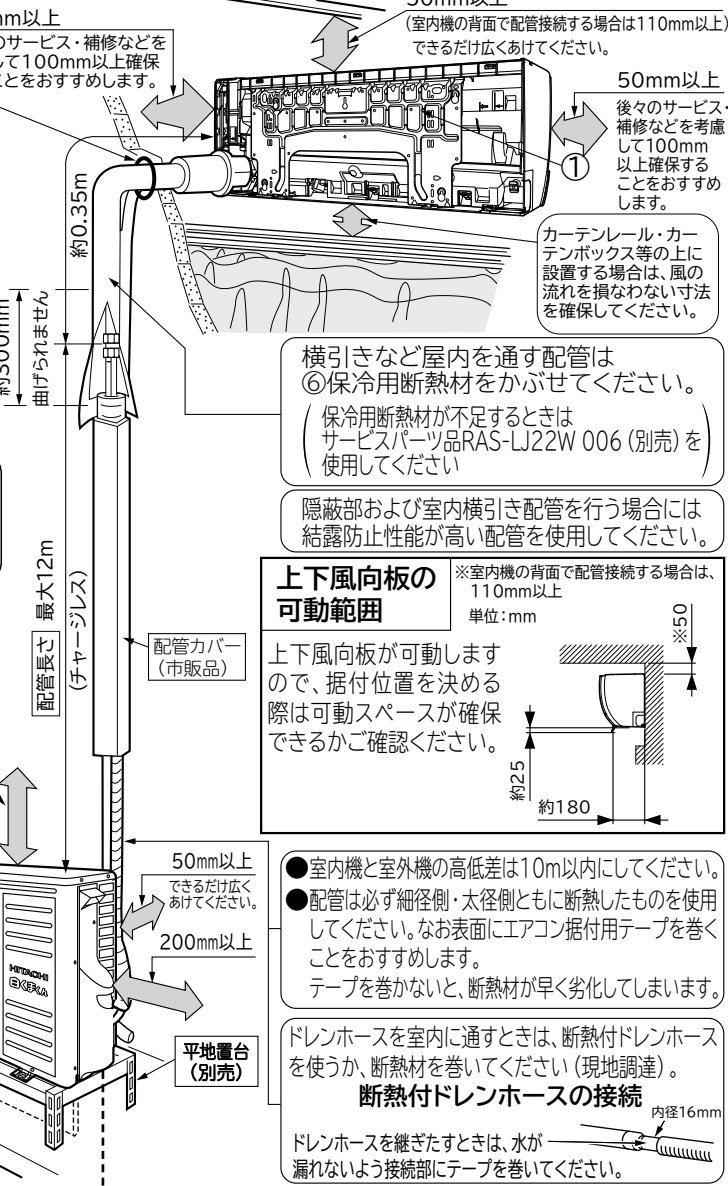 mm以上
のサービス・補修などを
して100mm以上確保
ことをおすすめします。
50mm以上
(室内機の背面で配管接続する場合は110mm以上)
できるだけ広くあけてください。
50mm以上
後々のサービス・
補修などを考慮
して100mm
以上確保する
ことをおすすめ
します。
①
約0.35m
カーテンレール・カー
テンボックス等の上に
設置する場合は、風の
流れを損なわない寸法
を確保してください。
約300mm
曲げられません
横引きなど屋内を通す配管は
⑥保冷用断熱材をかぶせてください。
(保冷用断熱材が不足するときは
サービスパーツ品RAS-LJ22W 006(別売)を
使用してください)
隠蔽部および室内横引き配管を行う場合には
結露防止性能が高い配管を使用してください。
上下風向板の
可動範囲
※室内機の背面で配管接続する場合は、
110mm以上
単位:mm
上下風向板が可動します
ので、据付位置を決める
際は可動スペースが確保
できるかご確認ください。
※50
約25
約180
配管長さ 最大12m
(チャージレス)
配管カバー
(市販品)
50mm以上
できるだけ広く
あけてください。
200mm以上
HITACHI
白くまくん
平地置台
(別売)
●室内機と室外機の高低差は10m以内にしてください。
●配管は必ず細径側・太径側ともに断熱したものを使用
してください。なお表面にエアコン据付用テープを巻く
ことをおすすめします。
テープを巻かないと、断熱材が早く劣化してしまいます。
ドレンホースを室内に通すときは、断熱付ドレンホース
を使うか、断熱材を巻いてください(現地調達)。
断熱付ドレンホースの接続
内径16mm
ドレンホースを継ぎたすときは、水が
漏れないよう接続部にテープを巻いてください。